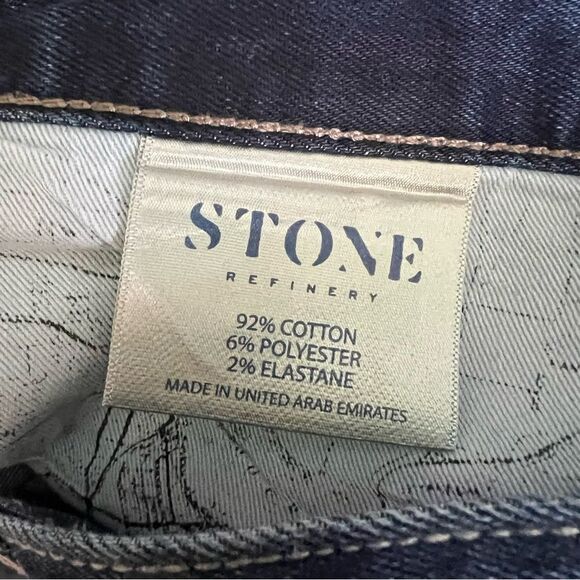 STONE
REFINERY
92% COTTON
6% POLYESTER
2% ELASTANE
MADE IN UNITED ARAB EMIRATES